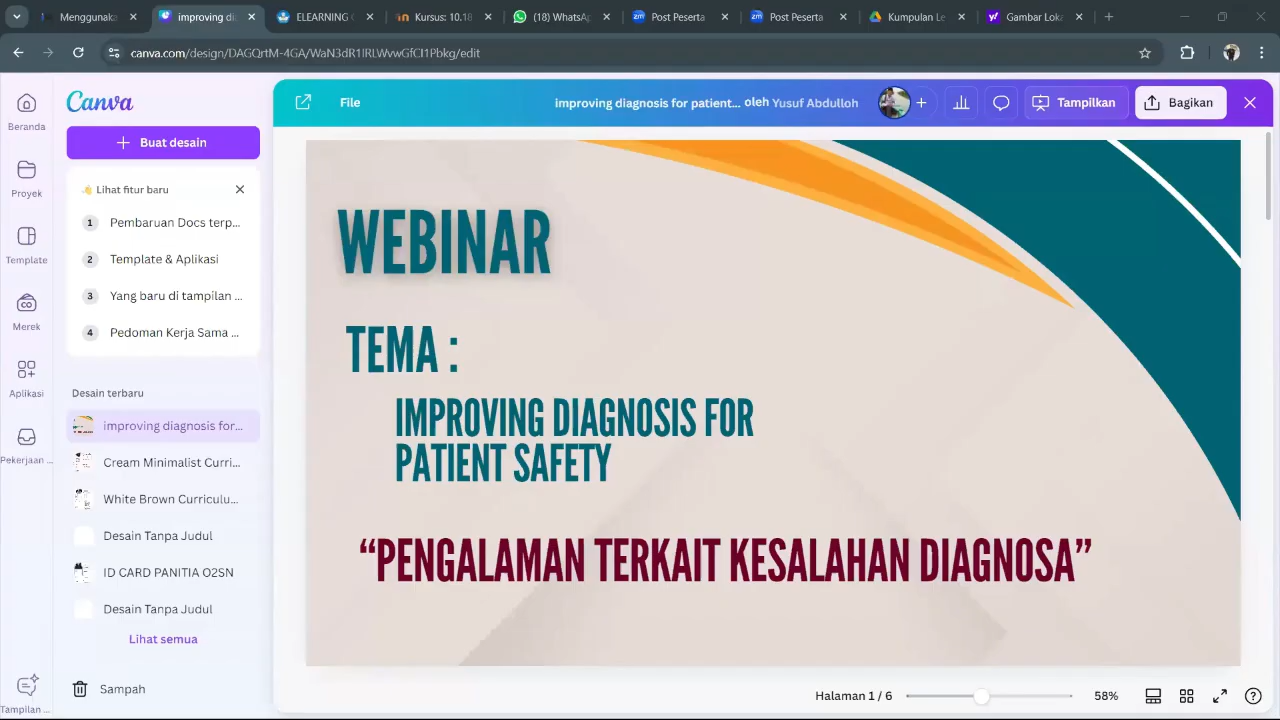 Menggunaka
improving di
ELEARNING
Kursus: 10.18
(18) WhatsAp
Post Peserta
Post Peserta
Kumpulan Le
Gambar Loka
canva.com/design/DAGQrtM-4GA/WaN3dR1lRLWvwGfCl1Pbkg/edit
Canva
File
improving diagnosis for patient... oleh Yusuf Abdulloh
Tampilkan
Bagikan
Beranda
Proyek
Template
Merek
Aplikasi
Pekerjaan ...
Tampilan ...
Buat desain
Lihat fitur baru
1 Pembaruan Docs terp...
2 Template & Aplikasi
3 Yang baru di tampilan ...
4 Pedoman Kerja Sama ...
Desain terbaru
improving diagnosis for...
Cream Minimalist Curri...
White Brown Curriculu...
Desain Tanpa Judul
ID CARD PANITIA O2SN
Desain Tanpa Judul
Lihat semua
Sampah
WEBINAR
TEMA :
IMPROVING DIAGNOSIS FOR
PATIENT SAFETY
“PENGALAMAN TERKAIT KESALAHAN DIAGNOSA”
Halaman 1 / 6
58%